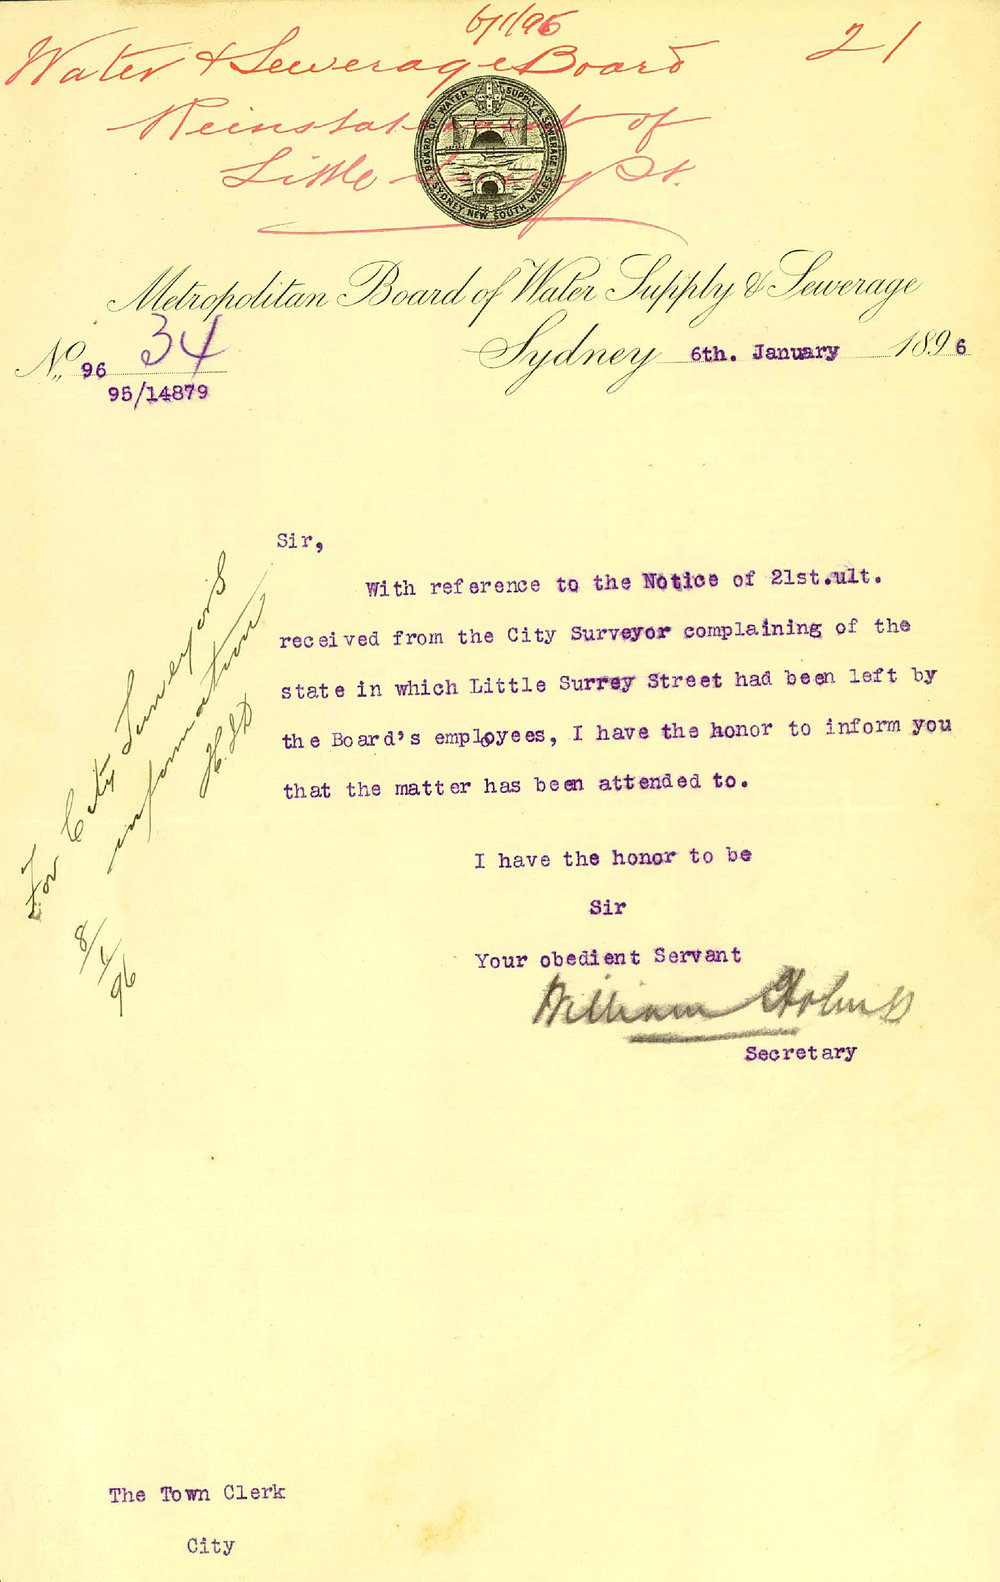 6/1/96
21
Water & Sewerage Board
Reinstatement of
Little Surrey St.
BOARD OF WATER SUPPLY & SEWERAGE
SYDNEY, NEW SOUTH WALES
Metropolitan Board of Water Supply & Sewerage
No. 96 34
Sydney 6th. January 1896
95/14879
Sir,
With reference to the Notice of 21st.ult.
received from the City Surveyor complaining of the
state in which Little Surrey Street had been left by
the Board's employees, I have the honor to inform you
that the matter has been attended to.
I have the honor to be
Sir
Your obedient Servant
William Holmes
Secretary
For City Surveyors
information
8/1/96
The Town Clerk
City